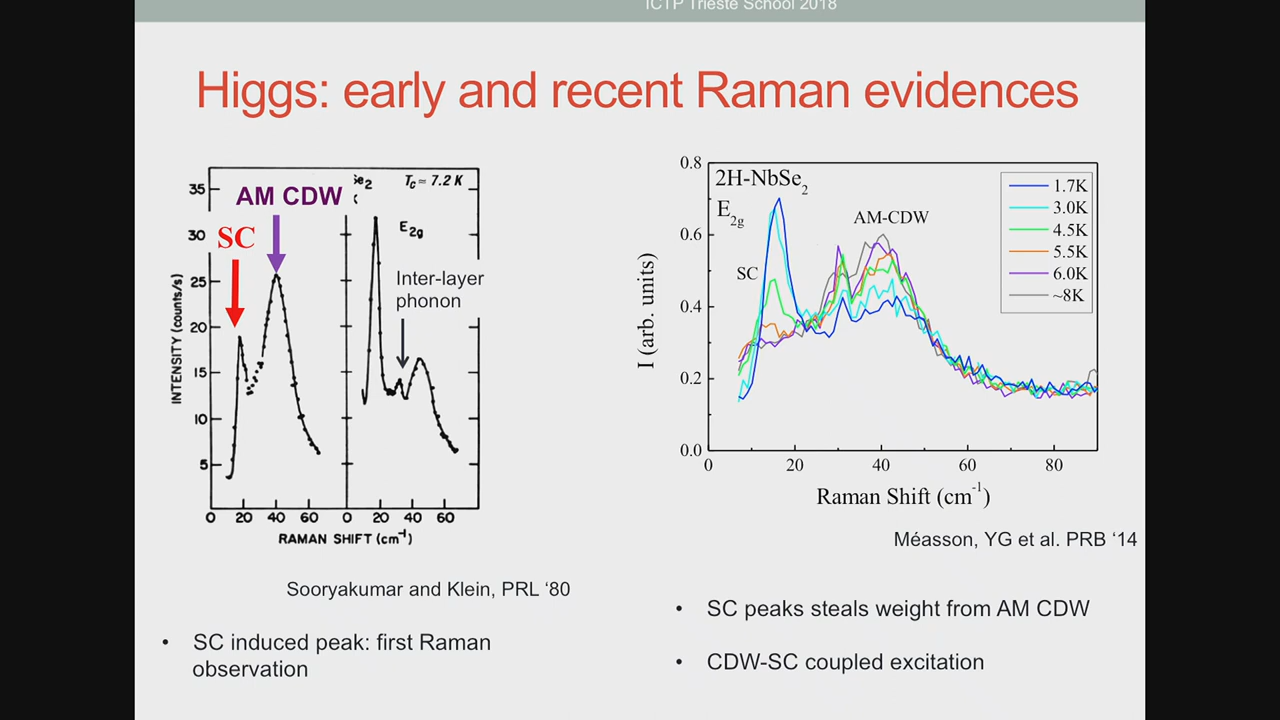 ICTP Trieste School 2018
Higgs: early and recent Raman evidences
35
30
25
20
15
10
5
INTENSITY (counts/s)
AM CDW
SC
Se2
Tc = 7.2 K
E2g
Inter-layer
phonon
0 20 40 60 0 20 40 60
RAMAN SHIFT (cm-1)
Sooryakumar and Klein, PRL ‘80
• SC induced peak: first Raman
observation
0.8
0.6
0.4
0.2
0.0
I (arb. units)
2H-NbSe2
E2g
SC
AM-CDW
1.7K
3.0K
4.5K
5.5K
6.0K
~8K
0 20 40 60 80
Raman Shift (cm-1)
Méasson, YG et al. PRB ‘14
• SC peaks steals weight from AM CDW
• CDW-SC coupled excitation